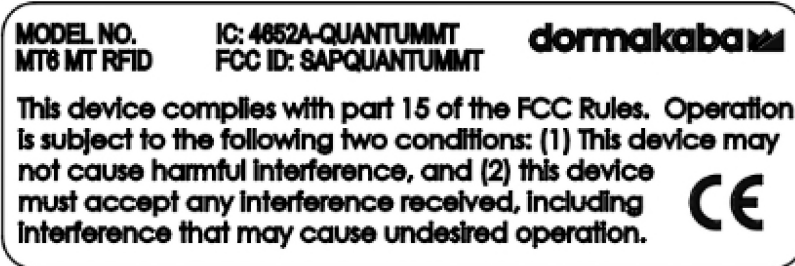 MODEL NO.
MT6 MT RFID
IC: 4652A-QUANTUMMT
FCC ID: SAPQUANTUMMT
dormakaba
This device complies with part 15 of the FCC Rules. Operation
is subject to the following two conditions: (1) This device may
not cause harmful interference, and (2) this device
must accept any interference received, including
interference that may cause undesired operation.
CE